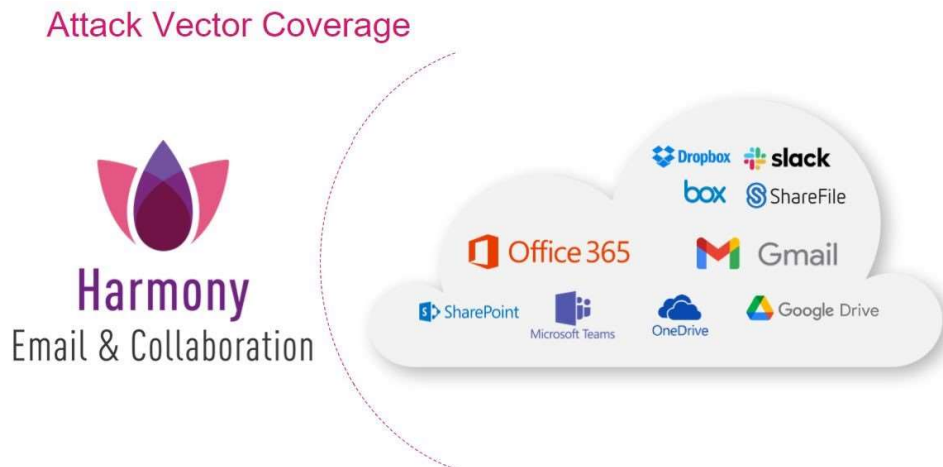 Attack Vector Coverage
Harmony
Email & Collaboration
Dropbox
slack
box
ShareFile
Office 365
Gmail
SharePoint
Microsoft Teams
OneDrive
Google Drive